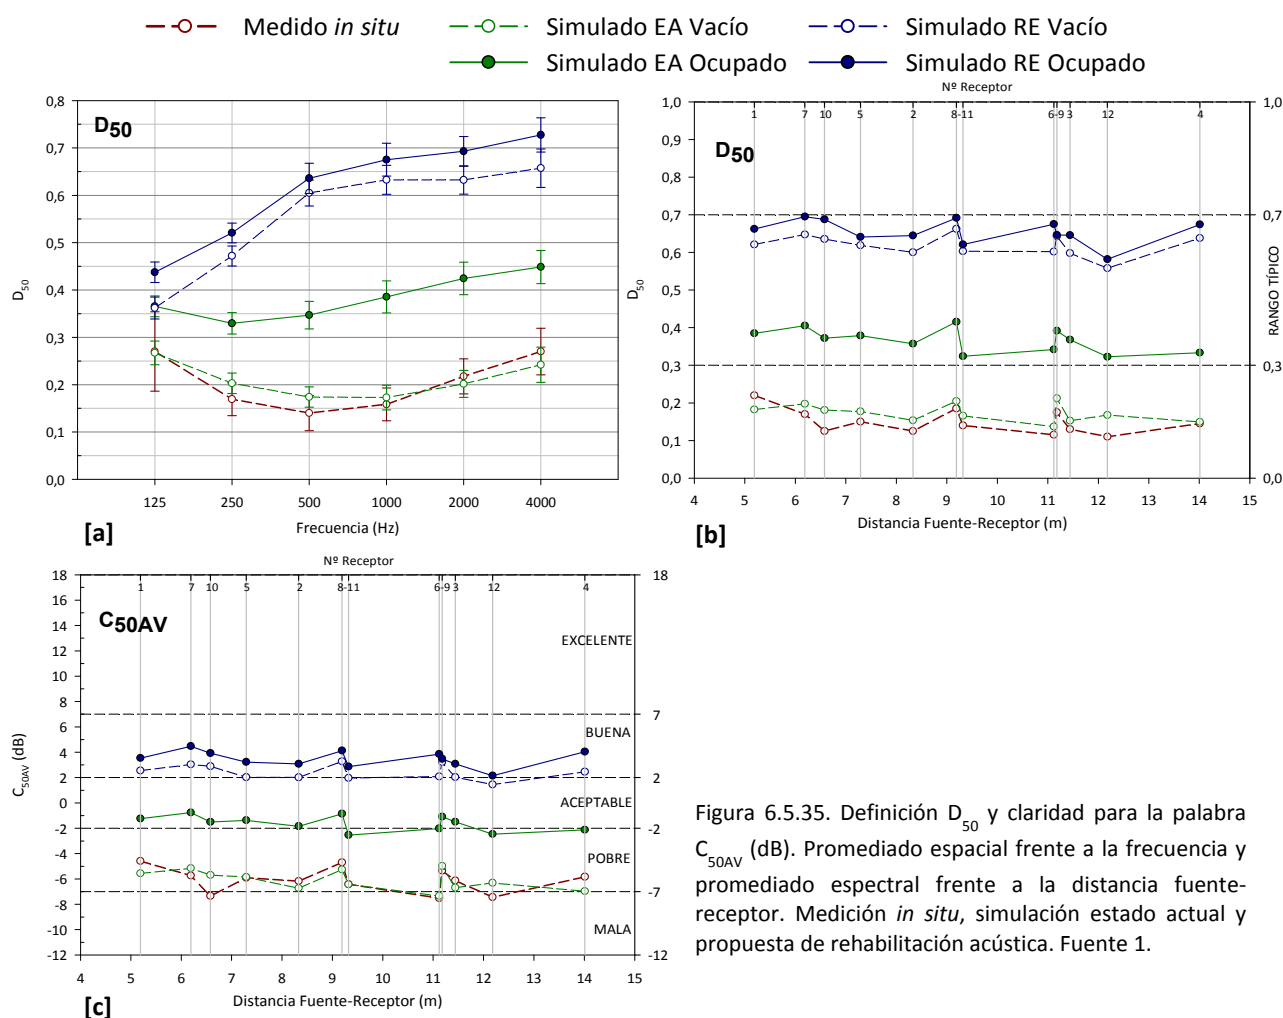 Medido in situ
Simulado EA Vacío
Simulado RE Vacío
Simulado EA Ocupado
Simulado RE Ocupado
D50
0,8
0,7
0,6
0,5
0,4
0,3
0,2
0,1
0,0
D50
125 250 500 1000 2000 4000
Frecuencia (Hz)
[a]
Nº Receptor
1 7 10 5 2 8-11 6-9 3 12 4
D50
1,0
0,9
0,8
0,7
0,6
0,5
0,4
0,3
0,2
0,1
0,0
D50
1,0
0,7
0,3
0,0
RANGO TÍPICO
4 5 6 7 8 9 10 11 12 13 14 15
Distancia Fuente-Receptor (m)
[b]
Nº Receptor
1 7 10 5 2 8-11 6-9 3 12 4
C50AV
18
16
14
12
10
8
6
4
2
0
-2
-4
-6
-8
-10
-12
C50AV (dB)
18
7
2
-2
-7
-12
EXCELENTE
BUENA
ACEPTABLE
POBRE
MALA
4 5 6 7 8 9 10 11 12 13 14 15
Distancia Fuente-Receptor (m)
[c]
Figura 6.5.35. Definición D50 y claridad para la palabra
C50AV (dB). Promediado espacial frente a la frecuencia y
promediado espectral frente a la distancia fuente-
receptor. Medición in situ, simulación estado actual y
propuesta de rehabilitación acústica. Fuente 1.